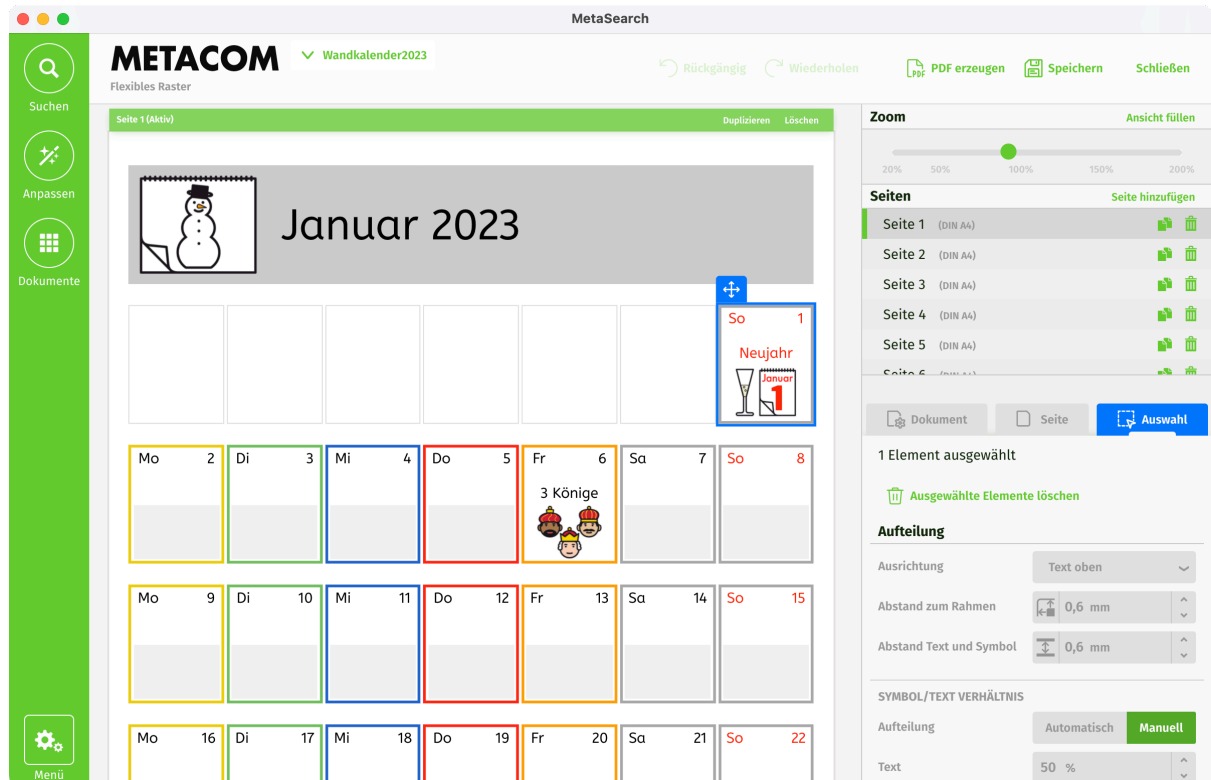 MetaSearch
METACOM
Flexibles Raster
Wandkalender2023
Rückgängig
Wiederholen
PDF
PDF erzeugen
Speichern
Schließen
Suchen
Anpassen
Dokumente
Menü
Seite 1 (Aktiv)
Duplizieren
Löschen
Januar 2023
So 1
Neujahr
Januar
1
Mo 2 Di 3 Mi 4 Do 5 Fr 6 Sa 7 So 8
3 Könige
Mo 9 Di 10 Mi 11 Do 12 Fr 13 Sa 14 So 15
Mo 16 Di 17 Mi 18 Do 19 Fr 20 Sa 21 So 22
Zoom
Ansicht füllen
20% 50% 100% 150% 200%
Seiten
Seite hinzufügen
Seite 1 (DIN A4)
Seite 2 (DIN A4)
Seite 3 (DIN A4)
Seite 4 (DIN A4)
Seite 5 (DIN A4)
Seite 6 (DIN A4)
Dokument
Seite
Auswahl
1 Element ausgewählt
Ausgewählte Elemente löschen
Aufteilung
Ausrichtung
Text oben
Abstand zum Rahmen
0,6 mm
Abstand Text und Symbol
0,6 mm
SYMBOL/TEXT VERHÄLTNIS
Aufteilung
Automatisch
Manuell
Text
50 %